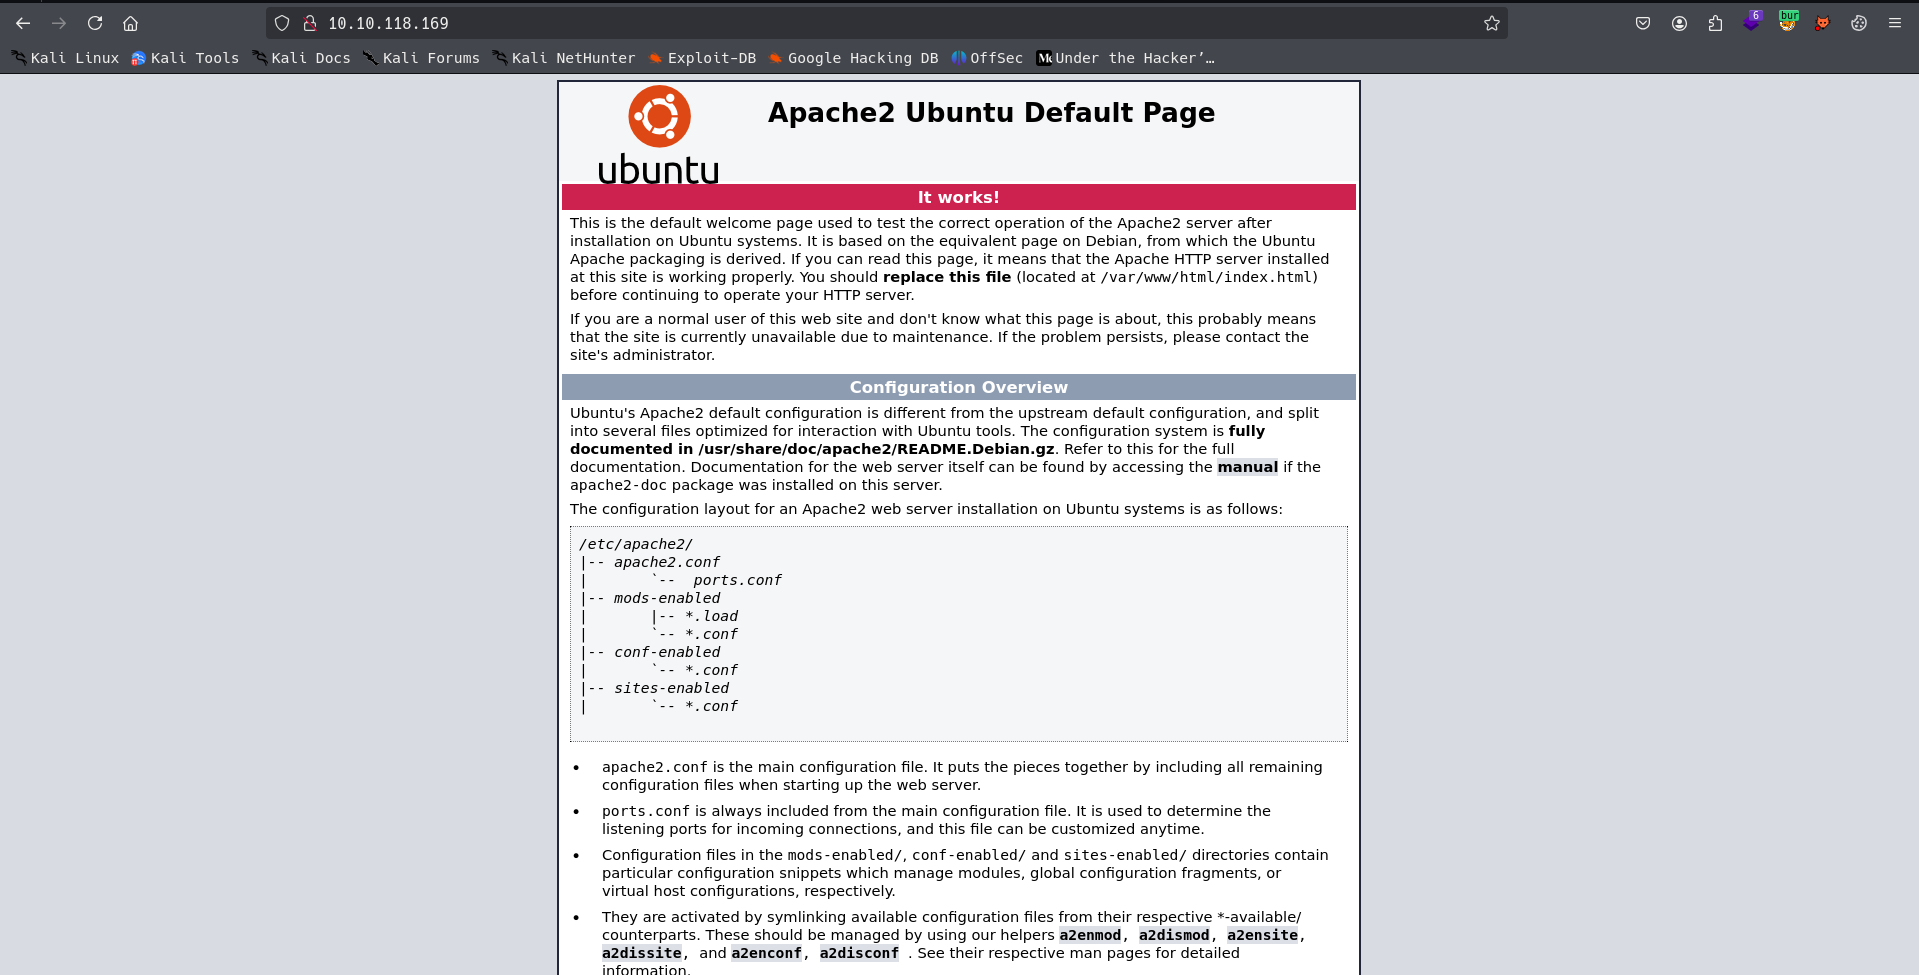 10.10.118.169
6
bur
Kali Linux
Kali Tools
Kali Docs
Kali Forums
Kali NetHunter
Exploit-DB
Google Hacking DB
OffSec
Under the Hacker’…
ubuntu
Apache2 Ubuntu Default Page
It works!
This is the default welcome page used to test the correct operation of the Apache2 server after
installation on Ubuntu systems. It is based on the equivalent page on Debian, from which the Ubuntu
Apache packaging is derived. If you can read this page, it means that the Apache HTTP server installed
at this site is working properly. You should replace this file (located at /var/www/html/index.html)
before continuing to operate your HTTP server.
If you are a normal user of this web site and don't know what this page is about, this probably means
that the site is currently unavailable due to maintenance. If the problem persists, please contact the
site's administrator.
Configuration Overview
Ubuntu's Apache2 default configuration is different from the upstream default configuration, and split
into several files optimized for interaction with Ubuntu tools. The configuration system is fully
documented in /usr/share/doc/apache2/README.Debian.gz. Refer to this for the full
documentation. Documentation for the web server itself can be found by accessing the manual if the
apache2-doc package was installed on this server.
The configuration layout for an Apache2 web server installation on Ubuntu systems is as follows:
/etc/apache2/
|-- apache2.conf
|       `--  ports.conf
|-- mods-enabled
|       |-- *.load
|       `-- *.conf
|-- conf-enabled
|       `-- *.conf
|-- sites-enabled
|       `-- *.conf
• apache2.conf is the main configuration file. It puts the pieces together by including all remaining
configuration files when starting up the web server.
• ports.conf is always included from the main configuration file. It is used to determine the
listening ports for incoming connections, and this file can be customized anytime.
• Configuration files in the mods-enabled/, conf-enabled/ and sites-enabled/ directories contain
particular configuration snippets which manage modules, global configuration fragments, or
virtual host configurations, respectively.
• They are activated by symlinking available configuration files from their respective *-available/
counterparts. These should be managed by using our helpers a2enmod, a2dismod, a2ensite,
a2dissite, and a2enconf, a2disconf . See their respective man pages for detailed
information.